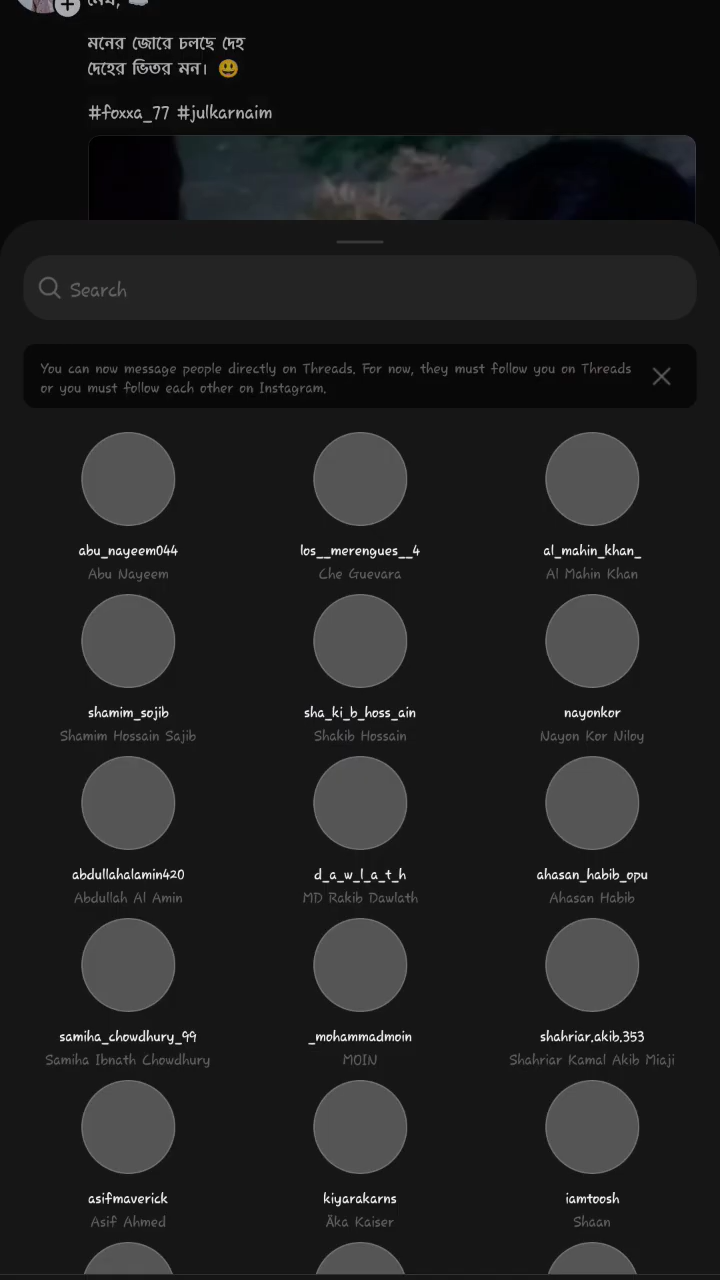 মেঘ, ☁️
মনের জোরে চলছে দেহ
দেহের ভিতর মন। 😃
#foxxa_77 #julkarnaim
Search
You can now message people directly on Threads. For now, they must follow you on Threads
or you must follow each other on Instagram.
abu_nayeem044 los__merengues__4 al_mahin_khan_
Abu Nayeem Che Guevara Al Mahin Khan
shamim_sojib sha_ki_b_hoss_ain nayonkor
Shamim Hossain Sajib Shakib Hossain Nayon Kor Niloy
abdullahalamin420 d_a_w_l_a_t_h ahasan_habib_opu
Abdullah Al Amin MD Rakib Dawlath Ahasan Habib
samiha_chowdhury_99 _mohammadmoin shahriar.akib.353
Samiha Ibnath Chowdhury MOIN Shahriar Kamal Akib Miaji
asifmaverick kiyarakarns iamtoosh
Asif Ahmed Āka Kaiser Shaan